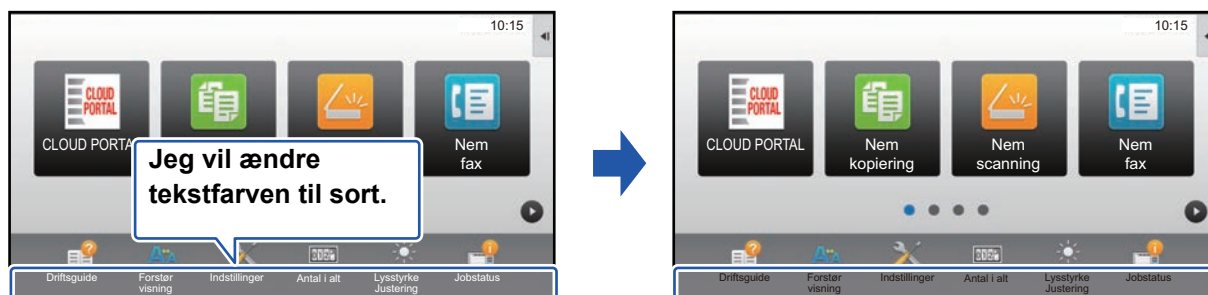 10:15
CLOUD
PORTAL
CLOUD PORTA
Nem
fax
Jeg vil ændre
tekstfarven til sort.
Driftsguide
Forstør
visning
Indstillinger
Antal i alt
Lysstyrke
Justering
Jobstatus
10:15
CLOUD
PORTAL
CLOUD PORTAL
Nem
kopiering
Nem
scanning
Nem
fax
Driftsguide
Forstør
visning
Indstillinger
Antal i alt
Lysstyrke
Justering
Jobstatus